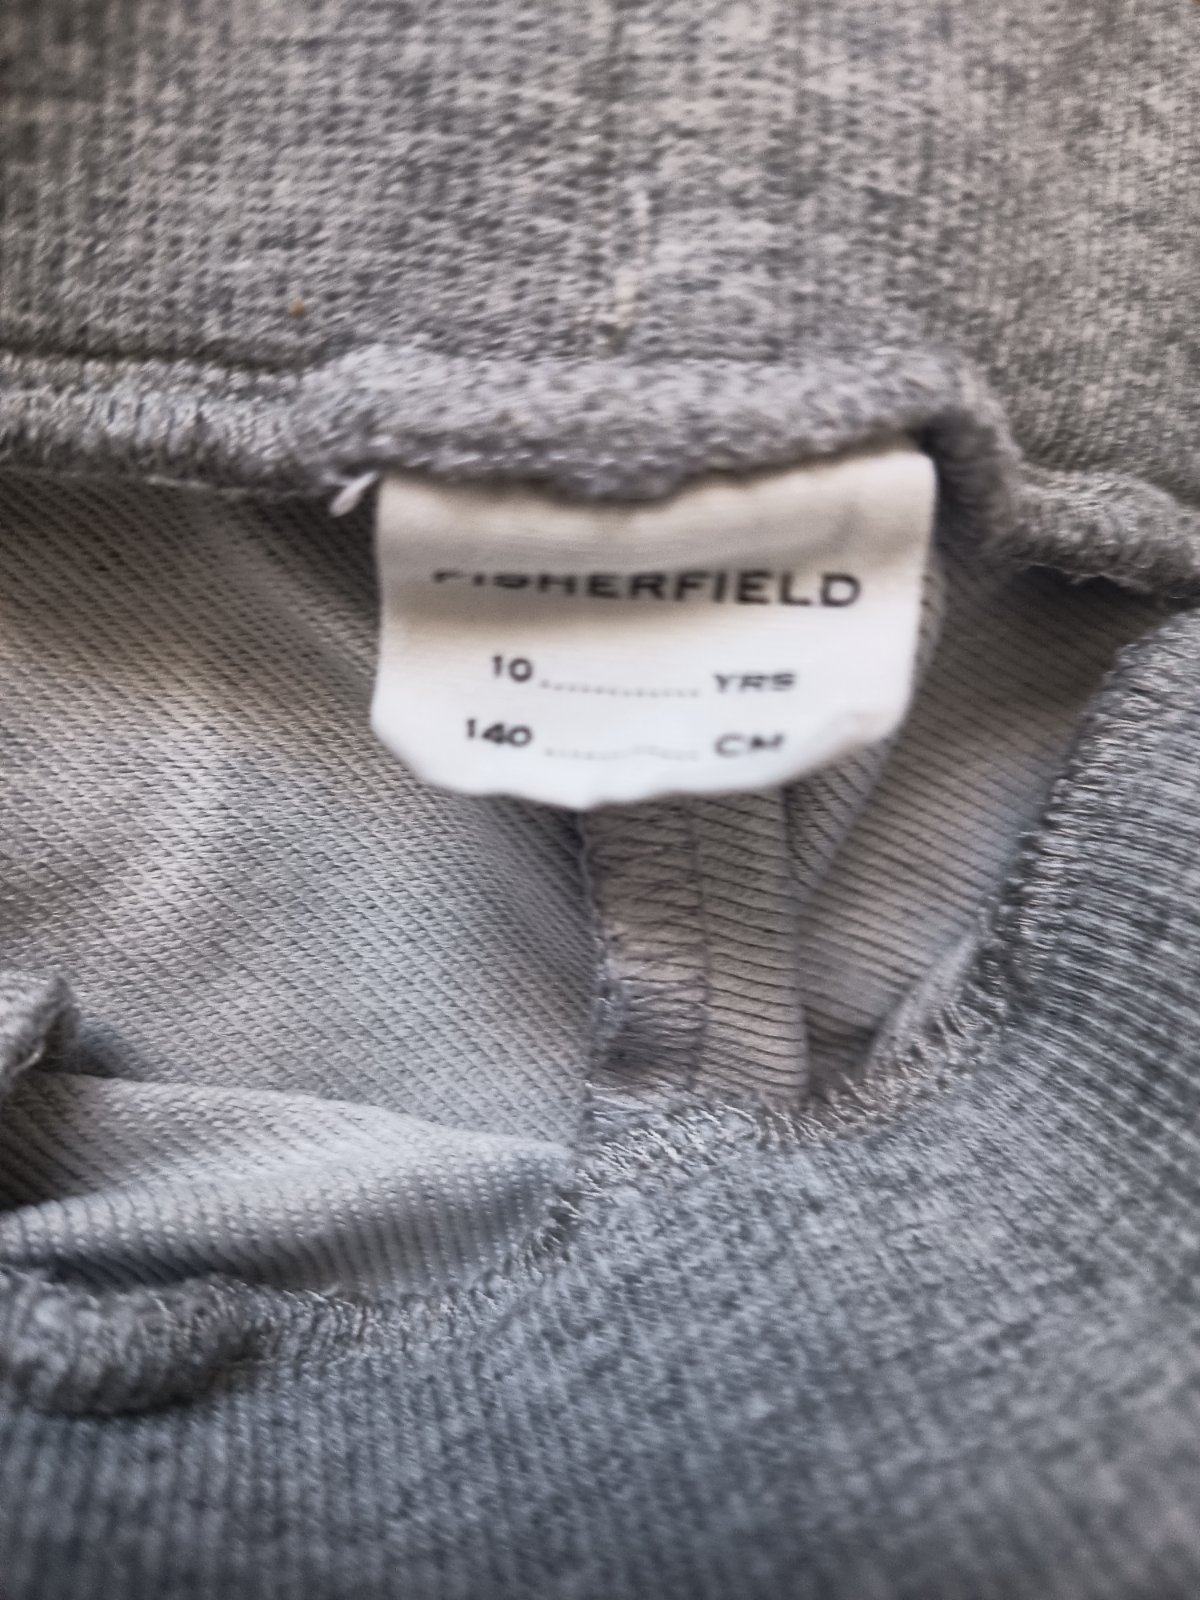 FISHERFIELD
10............ YRS
140 ............ CM